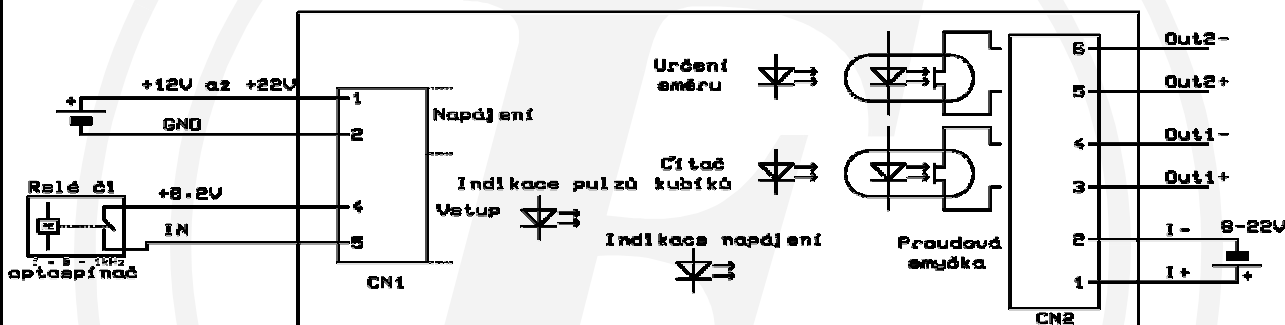 +12V az +22V
GND
1
2
Napájení
Relé či
+8.2V
IN
4
5
Vstup
optospínač
CN1
Indikace pulzů
Indikace napájení
Určení
směru
Čítač
kubíků
6
5
4
3
2
1
Proudová
smyčka
CN2
Out2-
Out2+
Out1-
Out1+
I-
8-22V
I+